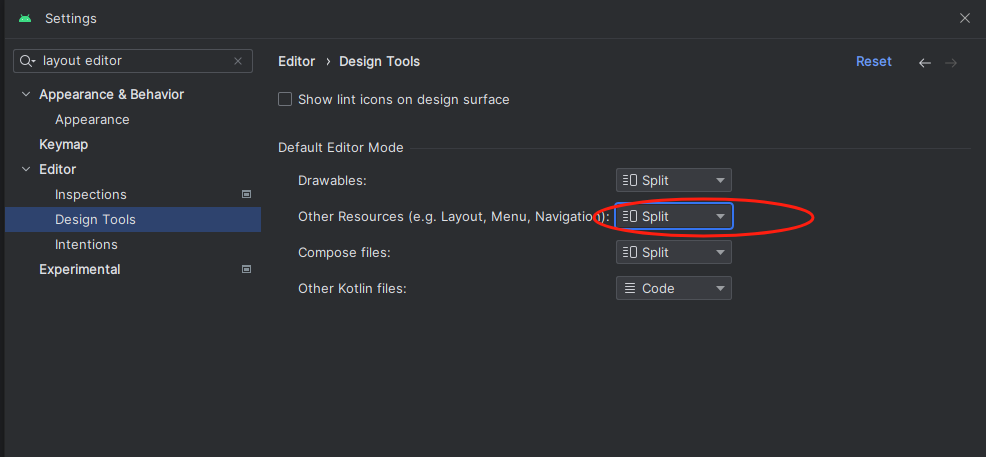 Settings
layout editor
Editor › Design Tools
Reset
Appearance & Behavior
Appearance
Keymap
Editor
Inspections
Design Tools
Intentions
Experimental
Show lint icons on design surface
Default Editor Mode
Drawables: Split
Other Resources (e.g. Layout, Menu, Navigation): Split
Compose files: Split
Other Kotlin files: Code